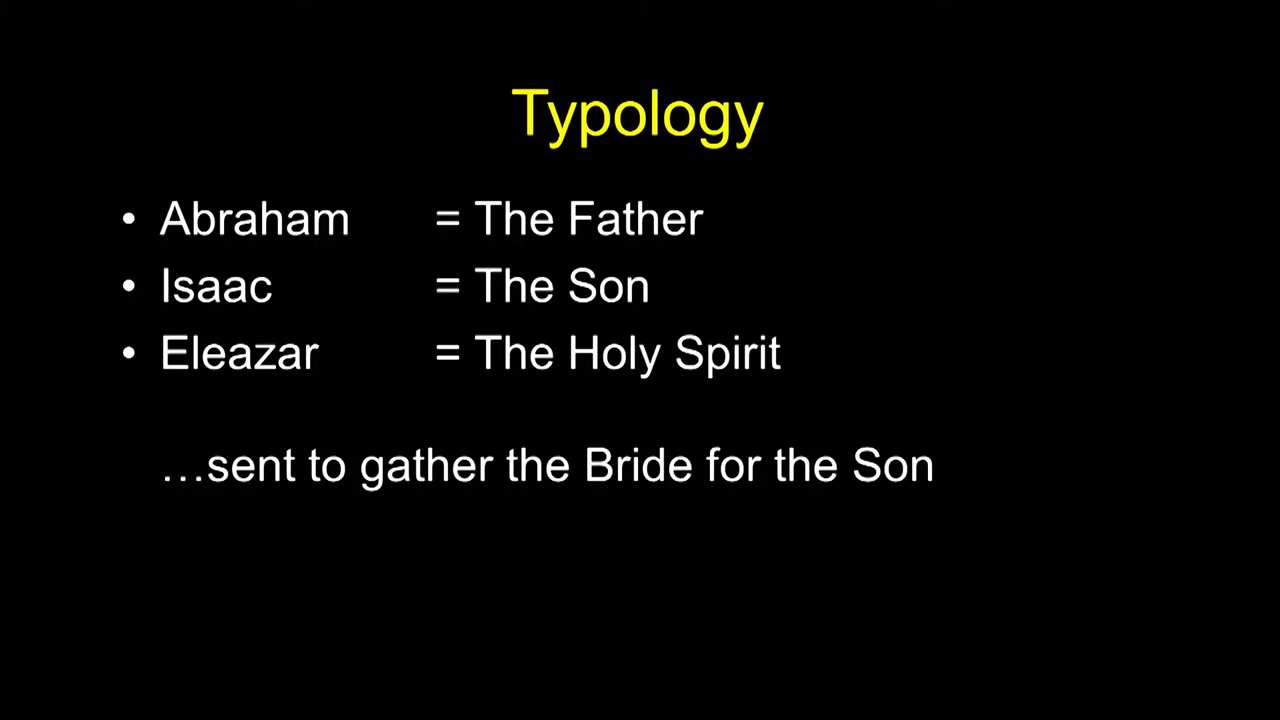 Typology
• Abraham = The Father
• Isaac = The Son
• Eleazar = The Holy Spirit
…sent to gather the Bride for the Son